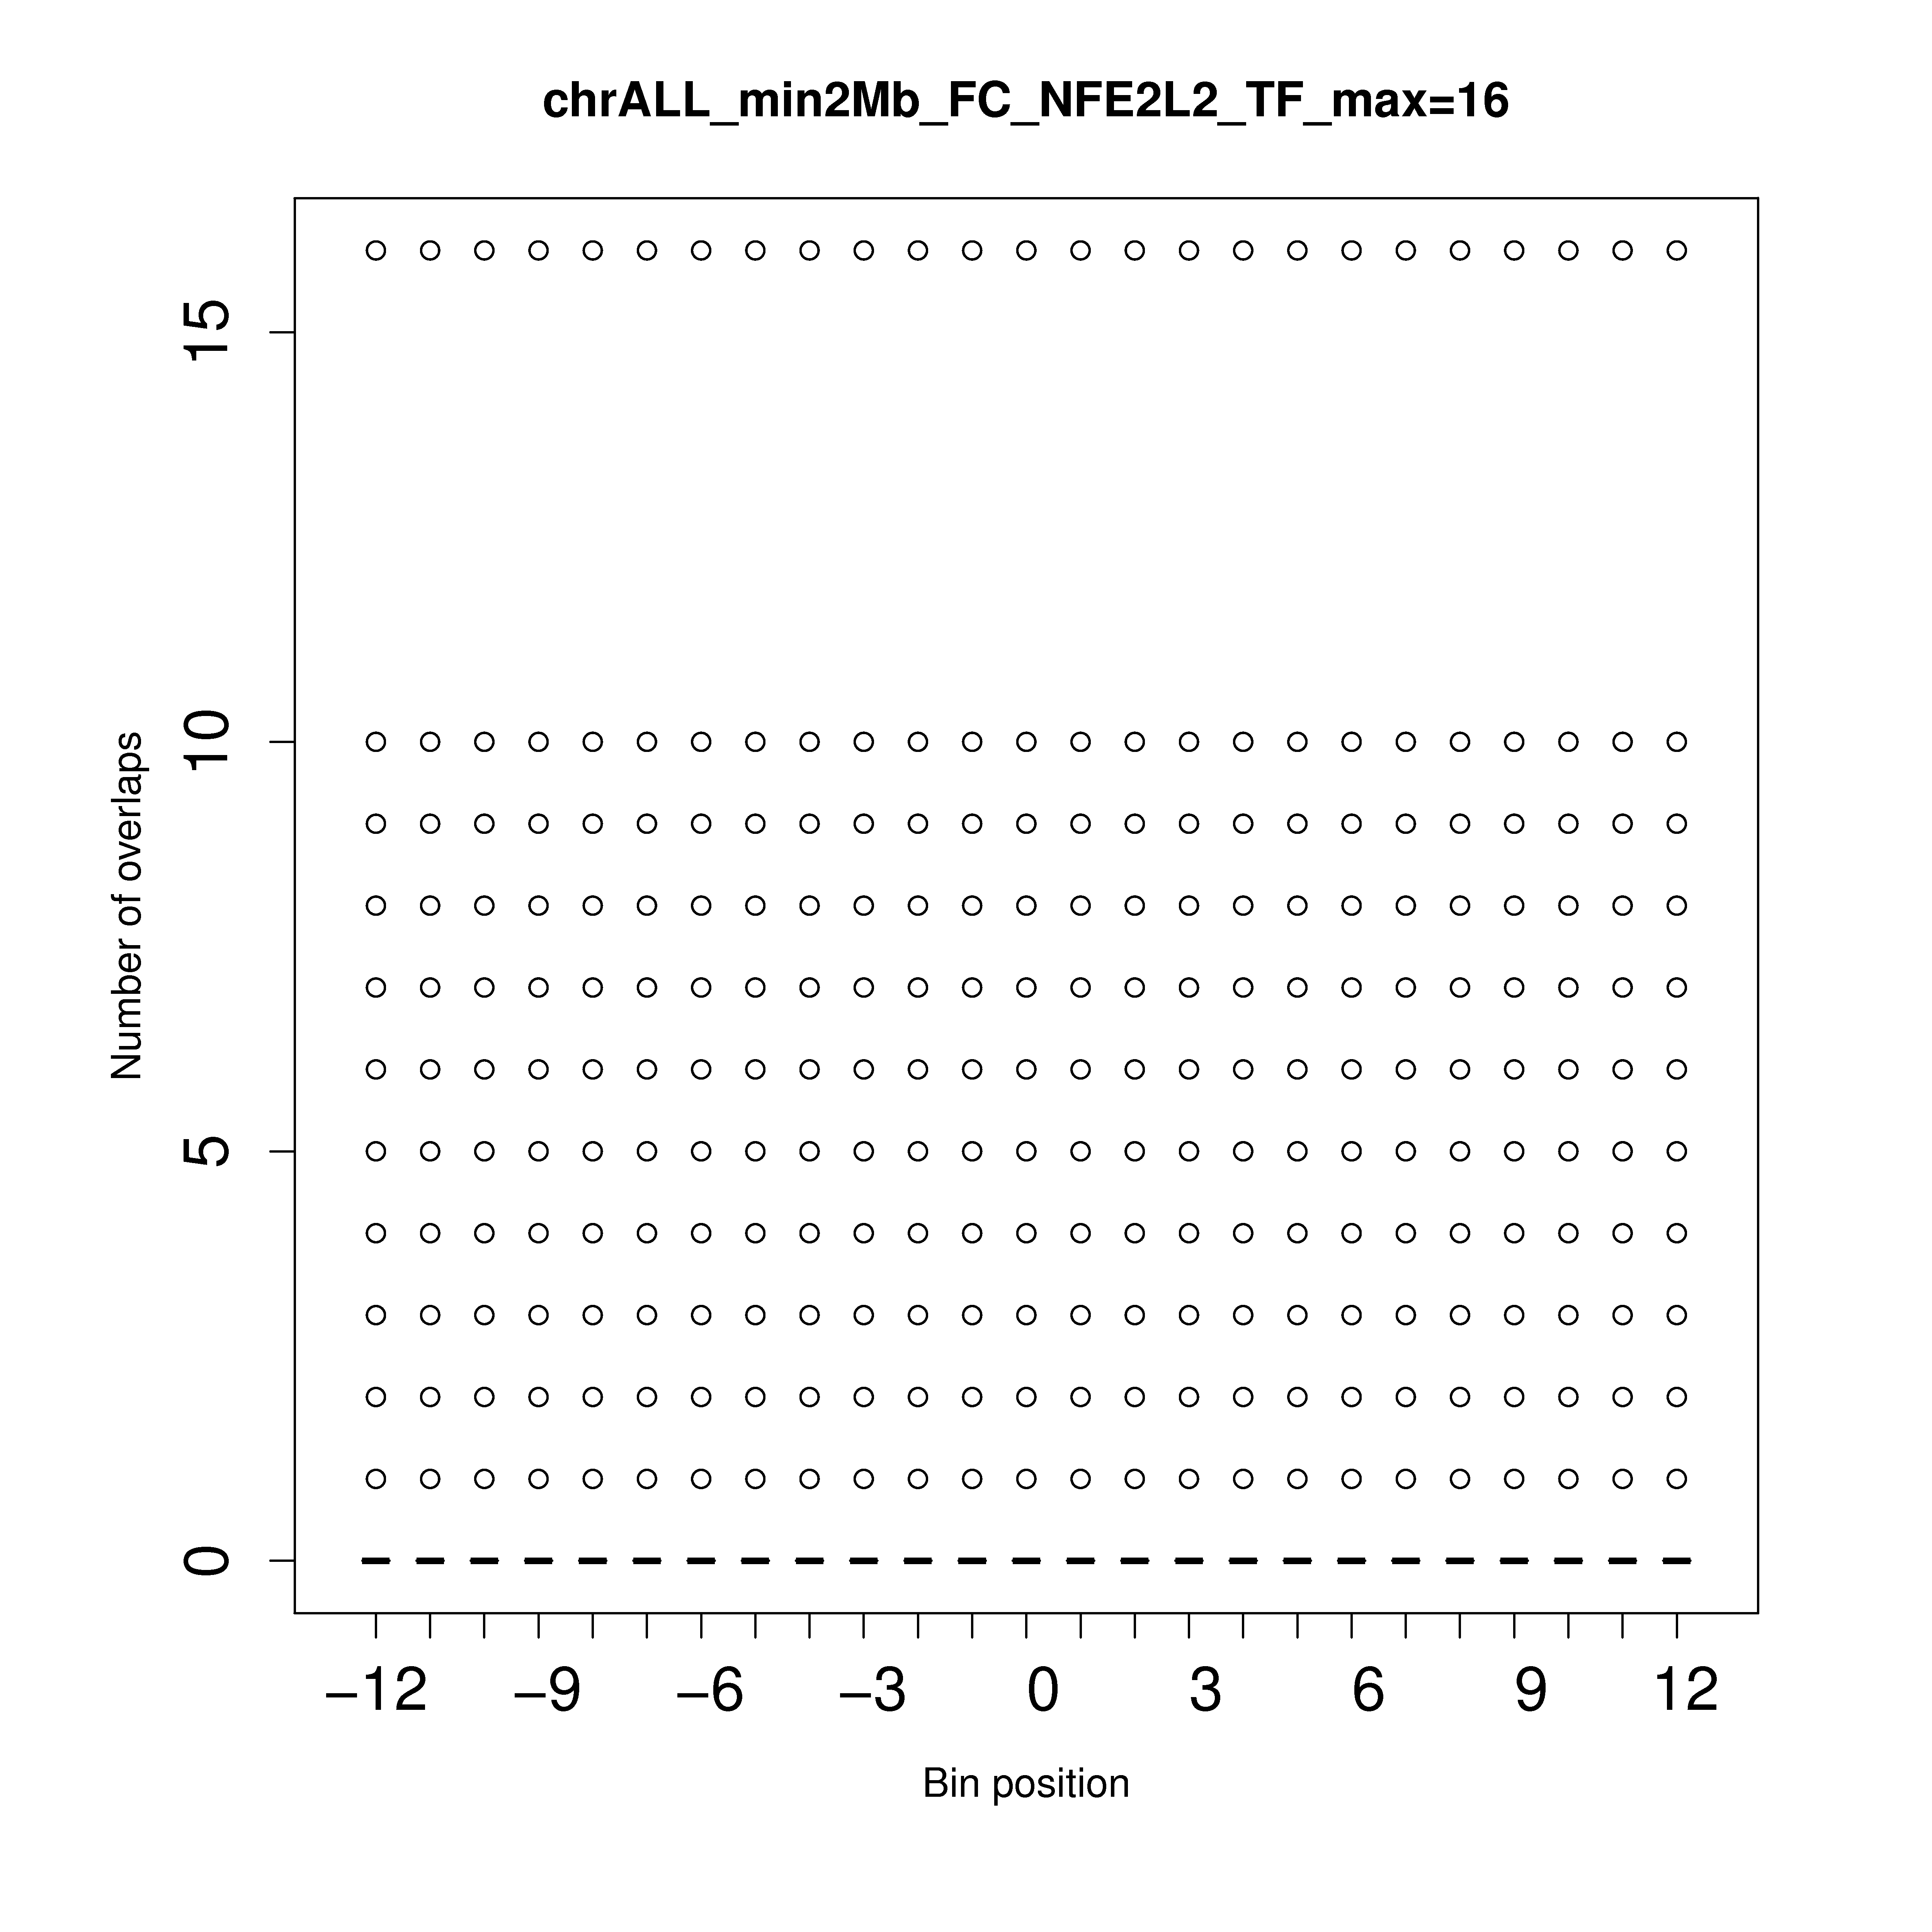 chrALL_min2Mb_FC_NFE2L2_TF_max=16
15
10
5
0
Number of overlaps
−12 −9 −6 −3 0 3 6 9 12
Bin position